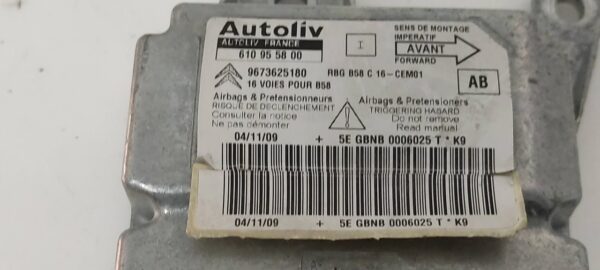 Autoliv
AUTOLIV FRANCE
610 95 58 00
I
SENS DE MONTAGE
IMPERATIF
AVANT
FORWARD
9673625180
RBG B58 C 16-CEM01
16 VOIES POUR B58
AB
Airbags & Pretensionneurs
RISQUE DE DECLENCHEMENT
Consulter la notice
Ne pas démonter
Airbags & Pretensioners
TRIGGERING HASARD
Do not remove
Read manual
04/11/09 + 5E GBNB 0006025 T * K9
04/11/09 + 5E GBNB 0006025 T * K9